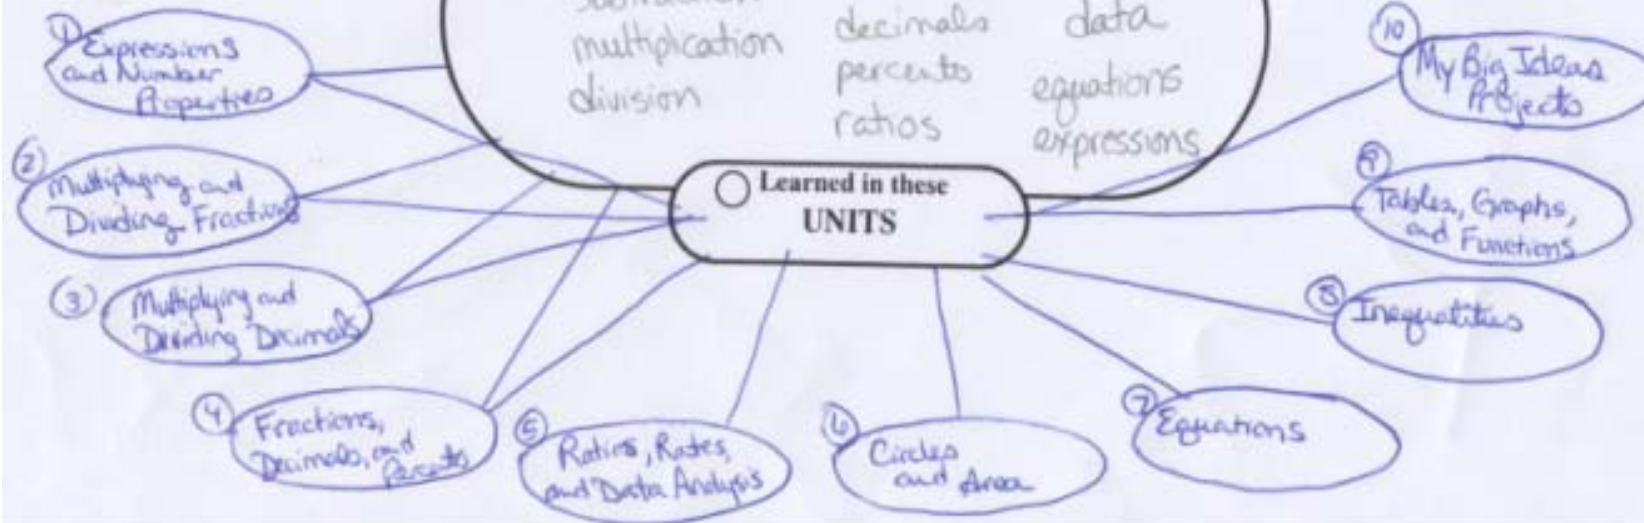 multiplication
division
decimals
percents
ratios
data
equations
expressions
Learned in these
UNITS
1
Expressions
and Number
Properties
2
Multiplying and
Dividing Fractions
3
Multiplying and
Dividing Decimals
4
Fractions,
Decimals, and
Percents
5
Ratios, Rates,
and Data Analysis
6
Circles
and Area
7
Equations
8
Inequalities
9
Tables, Graphs,
and Functions
10
My Big Ideas
Projects